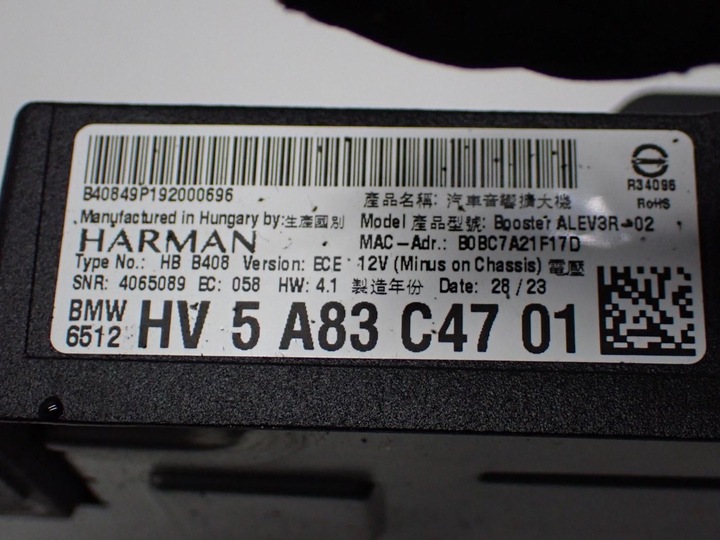 B40849P192000696
產品名稱: 汽車音響擴大機
R34096
RoHS
Manufactured in Hungary by: 生產國別
Model 產品型號: Booster ALEV3R-02
HARMAN
MAC-Adr.: B0BC7A21F17D
Type No.: HB B408 Version: ECE 12V (Minus on Chassis) 電壓
SNR: 4065089 EC: 058 HW: 4.1 製造年份 Date: 28/23
BMW
6512 HV 5 A83 C47 01